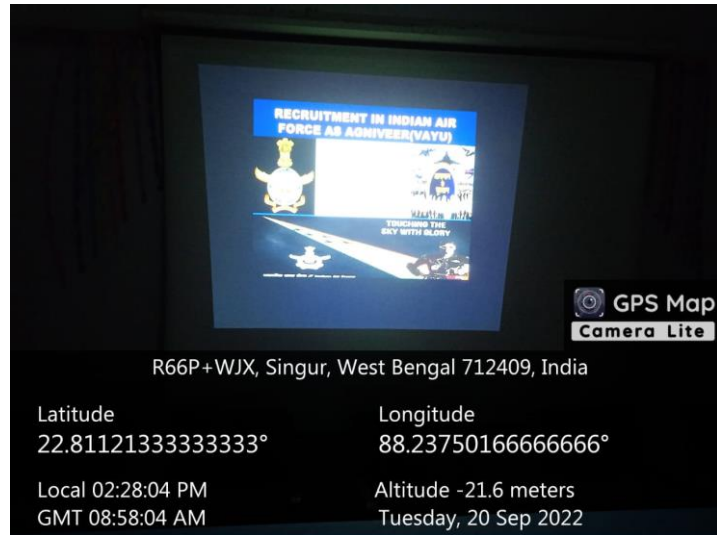 RECRUITMENT IN INDIAN AIR
FORCE AS AGNIVEER(VAYU)
TOUCHING THE
SKY WITH GLORY
GPS Map
Camera Lite
R66P+WJX, Singur, West Bengal 712409, India
Latitude
22.81121333333333°
Longitude
88.23750166666666°
Local 02:28:04 PM
GMT 08:58:04 AM
Altitude -21.6 meters
Tuesday, 20 Sep 2022